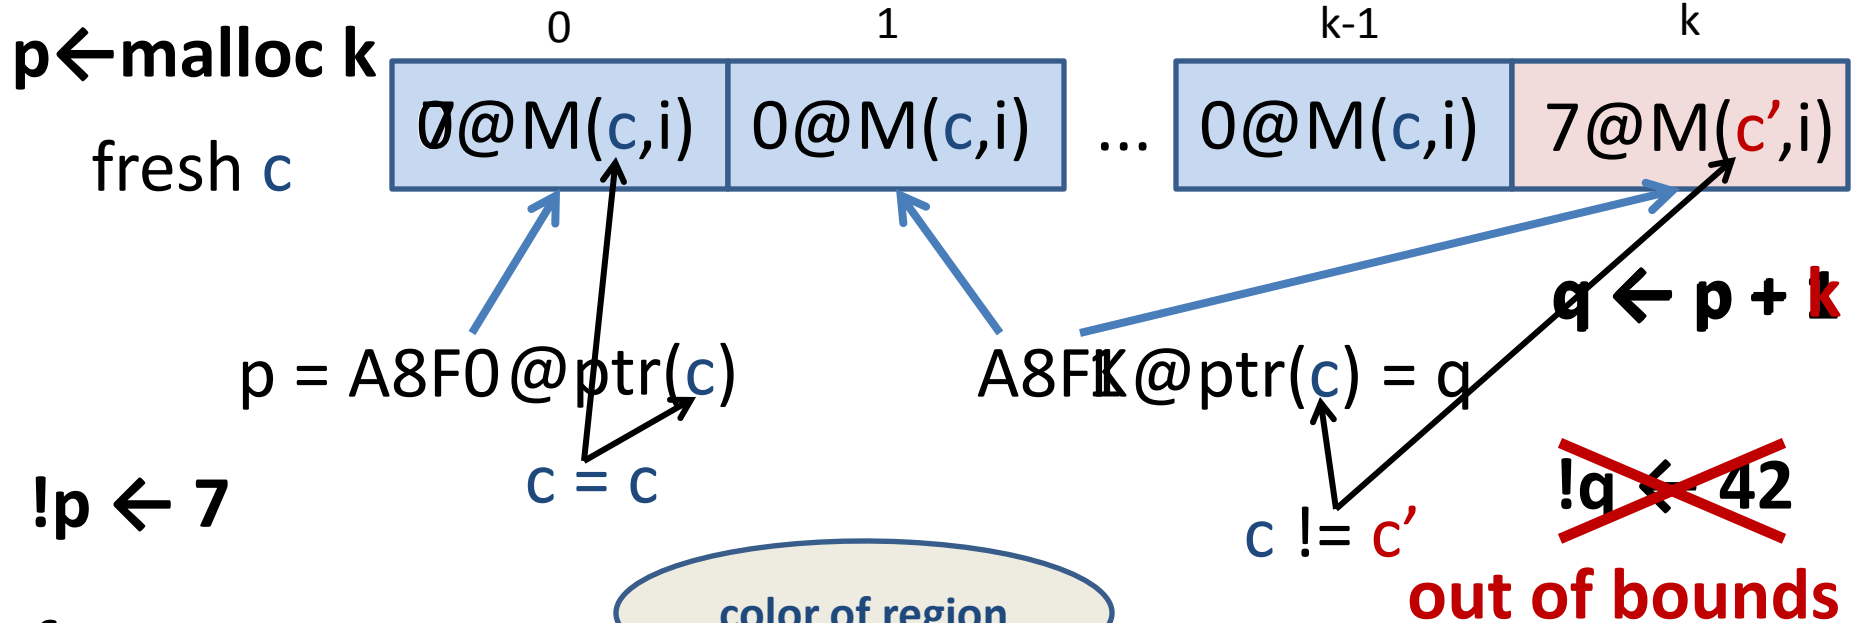 0 1 k-1 k
p←malloc k
0@M(c,i) 0@M(c,i) ... 0@M(c,i) 7@M(c',i)
fresh c
q ← p + k
p = A8F0@ptr(c) A8FK@ptr(c) = q
c = c
!p ← 7
!q ← 42
c != c'
out of bounds
color of region